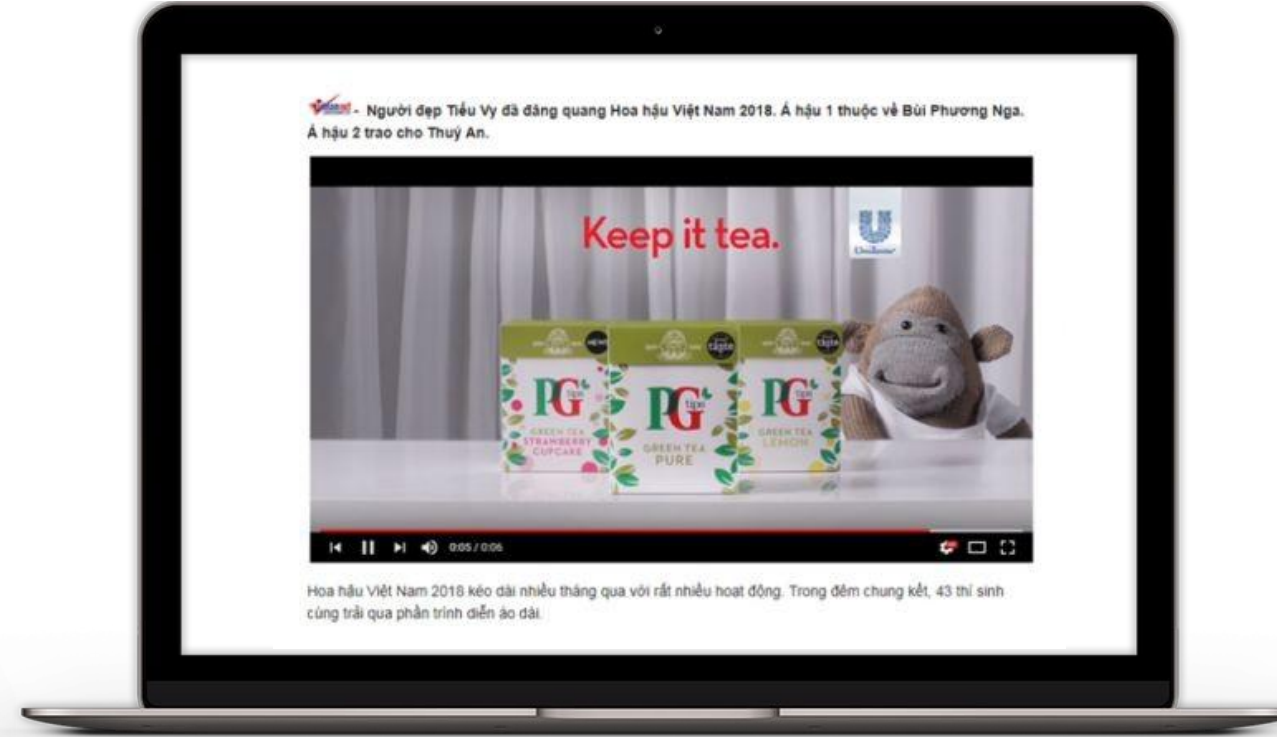 - Người đẹp Tiểu Vy đã đăng quang Hoa hậu Việt Nam 2018. Á hậu 1 thuộc về Bùi Phương Nga.
Á hậu 2 trao cho Thuý An.
Keep it tea.
Unilever
NEW!
taste
taste
PG tips
PG tips
PG tips
GREEN TEA
STRAWBERRY
CUPCAKE
GREEN TEA
PURE
GREEN TEA
LEMON
0:05 / 0:06
Hoa hậu Việt Nam 2018 kéo dài nhiều tháng qua với rất nhiều hoạt động. Trong đêm chung kết, 43 thí sinh
cùng trải qua phần trình diễn áo dài.